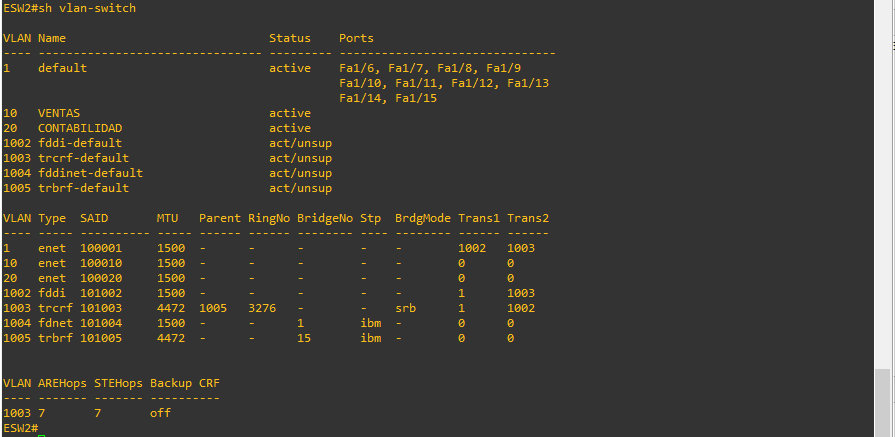 ESW2#sh vlan-switch
VLAN Name                             Status    Ports
---- -------------------------------- --------- -------------------------------
1    default                          active    Fa1/6, Fa1/7, Fa1/8, Fa1/9
                                                Fa1/10, Fa1/11, Fa1/12, Fa1/13
                                                Fa1/14, Fa1/15
10   VENTAS                           active
20   CONTABILIDAD                     active
1002 fddi-default                     act/unsup
1003 trcrf-default                    act/unsup
1004 fddinet-default                  act/unsup
1005 trbrf-default                    act/unsup
VLAN Type  SAID       MTU   Parent RingNo BridgeNo Stp  BrdgMode Trans1 Trans2
---- ----- ---------- ----- ------ ------ -------- ---- -------- ------ ------
1    enet  100001     1500  -      -      -        -    -        1002   1003
10   enet  100010     1500  -      -      -        -    -        0      0
20   enet  100020     1500  -      -      -        -    -        0      0
1002 fddi  101002     1500  -      -      -        -    -        1      1003
1003 trcrf 101003     4472  1005   3276   -        -    srb      1      1002
1004 fdnet 101004     1500  -      -      1        ibm  -        0      0
1005 trbrf 101005     4472  -      -      15       ibm  -        0      0
VLAN AREHops STEHops Backup CRF
---- ------- ------- ----------
1003 7       7       off
ESW2#